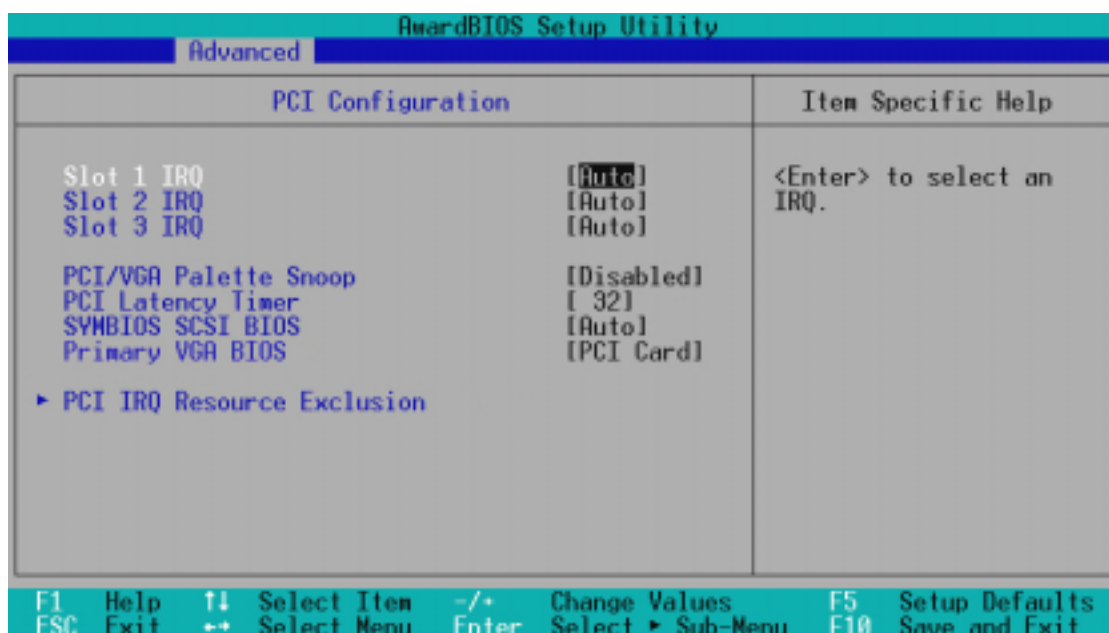 AwardBIOS Setup Utility
Advanced
PCI Configuration
Item Specific Help
Slot 1 IRQ [Auto]
Slot 2 IRQ [Auto]
Slot 3 IRQ [Auto]
PCI/VGA Palette Snoop [Disabled]
PCI Latency Timer [ 32]
SYMBIOS SCSI BIOS [Auto]
Primary VGA BIOS [PCI Card]
► PCI IRQ Resource Exclusion
<Enter> to select an
IRQ.
F1 Help ↑↓ Select Item -/+ Change Values F5 Setup Defaults
ESC Exit ←→ Select Menu Enter Select ► Sub-Menu F10 Save and Exit